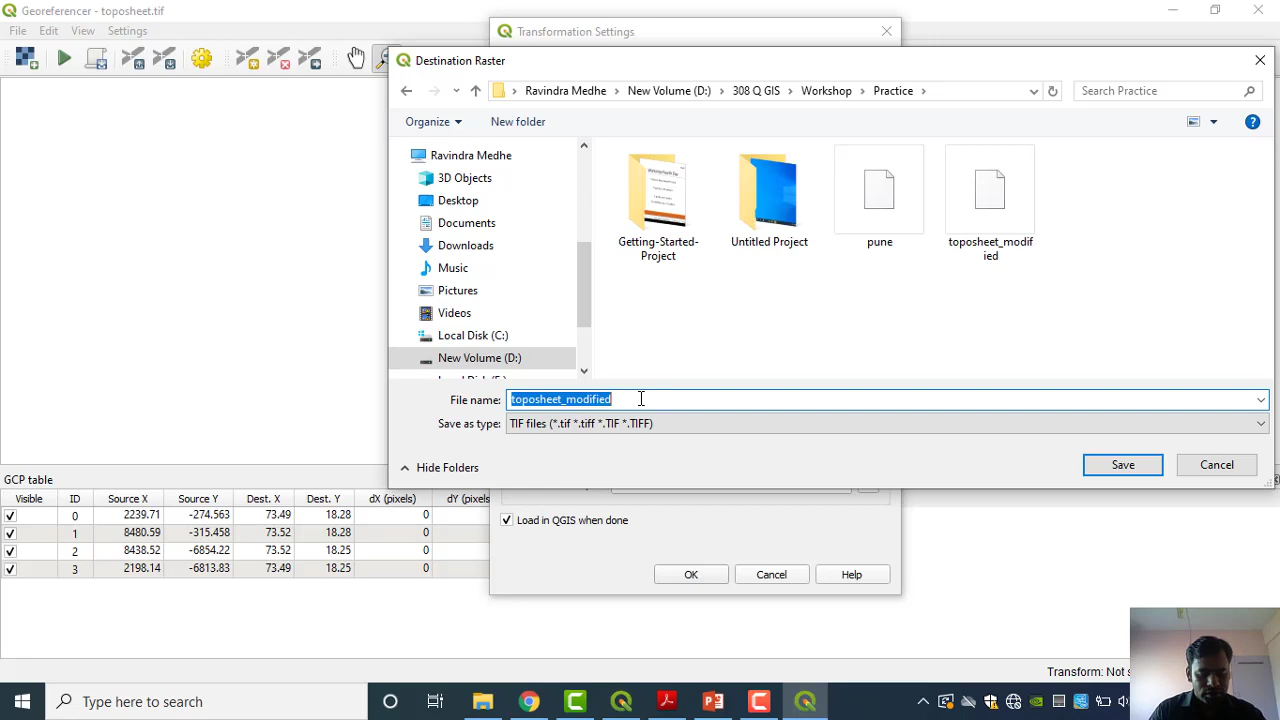 Georeferencer - toposheet.tif
File Edit View Settings
Transformation Settings
Destination Raster
Ravindra Medhe > New Volume (D:) > 308 Q GIS > Workshop > Practice >
Search Practice
Organize
New folder
Ravindra Medhe
3D Objects
Desktop
Documents
Downloads
Music
Pictures
Videos
Local Disk (C:)
New Volume (D:)
Getting-Started-
Project
Untitled Project
pune
toposheet_modif
ied
File name: toposheet_modified
Save as type: TIF files (*.tif *.tiff *.TIF *.TIFF)
Hide Folders
Save
Cancel
GCP table
Visible ID Source X Source Y Dest. X Dest. Y dX (pixels) dY (pixels
0 2239.71 -274.563 73.49 18.28 0
1 8480.59 -315.458 73.52 18.28 0
2 8438.52 -6854.22 73.52 18.25 0
3 2198.14 -6813.83 73.49 18.25 0
Load in QGIS when done
OK
Cancel
Help
Transform: Not s
Type here to search